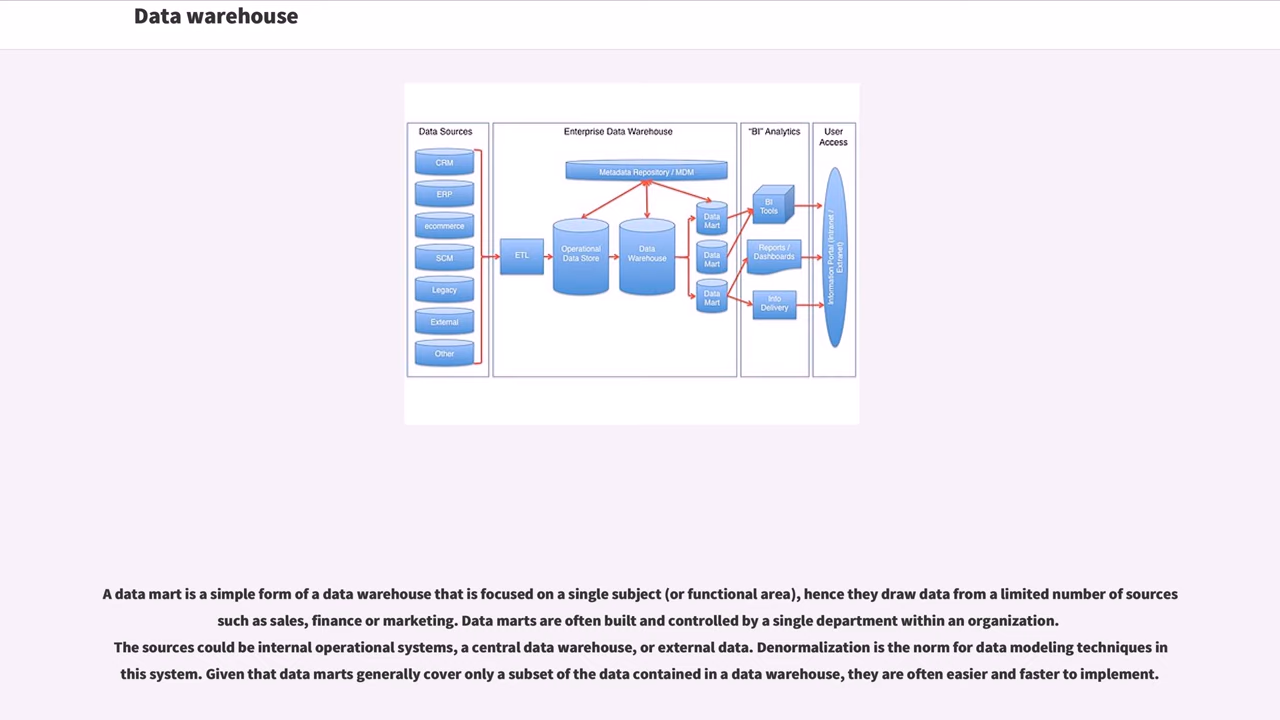 Data warehouse
Data Sources
Enterprise Data Warehouse
"BI" Analytics
User
Access
CRM
ERP
ecommerce
SCM
Legacy
External
Other
ETL
Metadata Repository / MDM
Operational
Data Store
Data
Warehouse
Data
Mart
Data
Mart
Data
Mart
BI
Tools
Reports /
Dashboards
Info
Delivery
Information Portal (Intranet /
Extranet)
A data mart is a simple form of a data warehouse that is focused on a single subject (or functional area), hence they draw data from a limited number of sources
such as sales, finance or marketing. Data marts are often built and controlled by a single department within an organization.
The sources could be internal operational systems, a central data warehouse, or external data. Denormalization is the norm for data modeling techniques in
this system. Given that data marts generally cover only a subset of the data contained in a data warehouse, they are often easier and faster to implement.